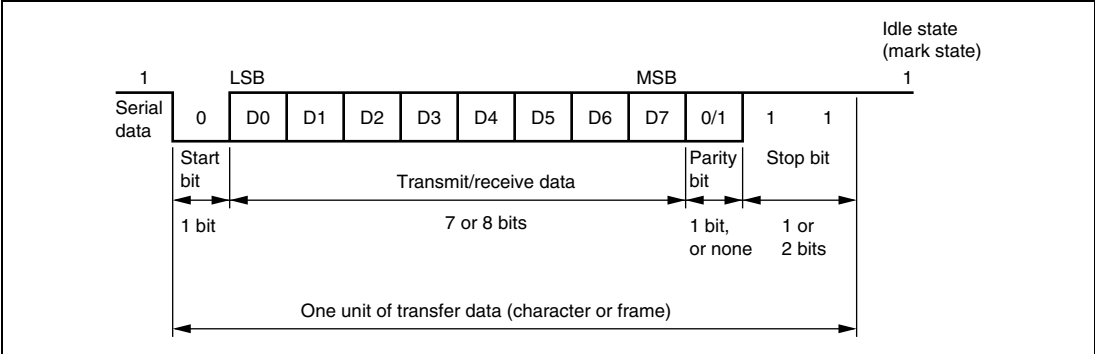 Idle state
(mark state)
1 LSB MSB 1
Serial
data
0 D0 D1 D2 D3 D4 D5 D6 D7 0/1 1 1
Start
bit
Transmit/receive data
Parity
bit
Stop bit
1 bit
7 or 8 bits
1 bit,
or none
1 or
2 bits
One unit of transfer data (character or frame)